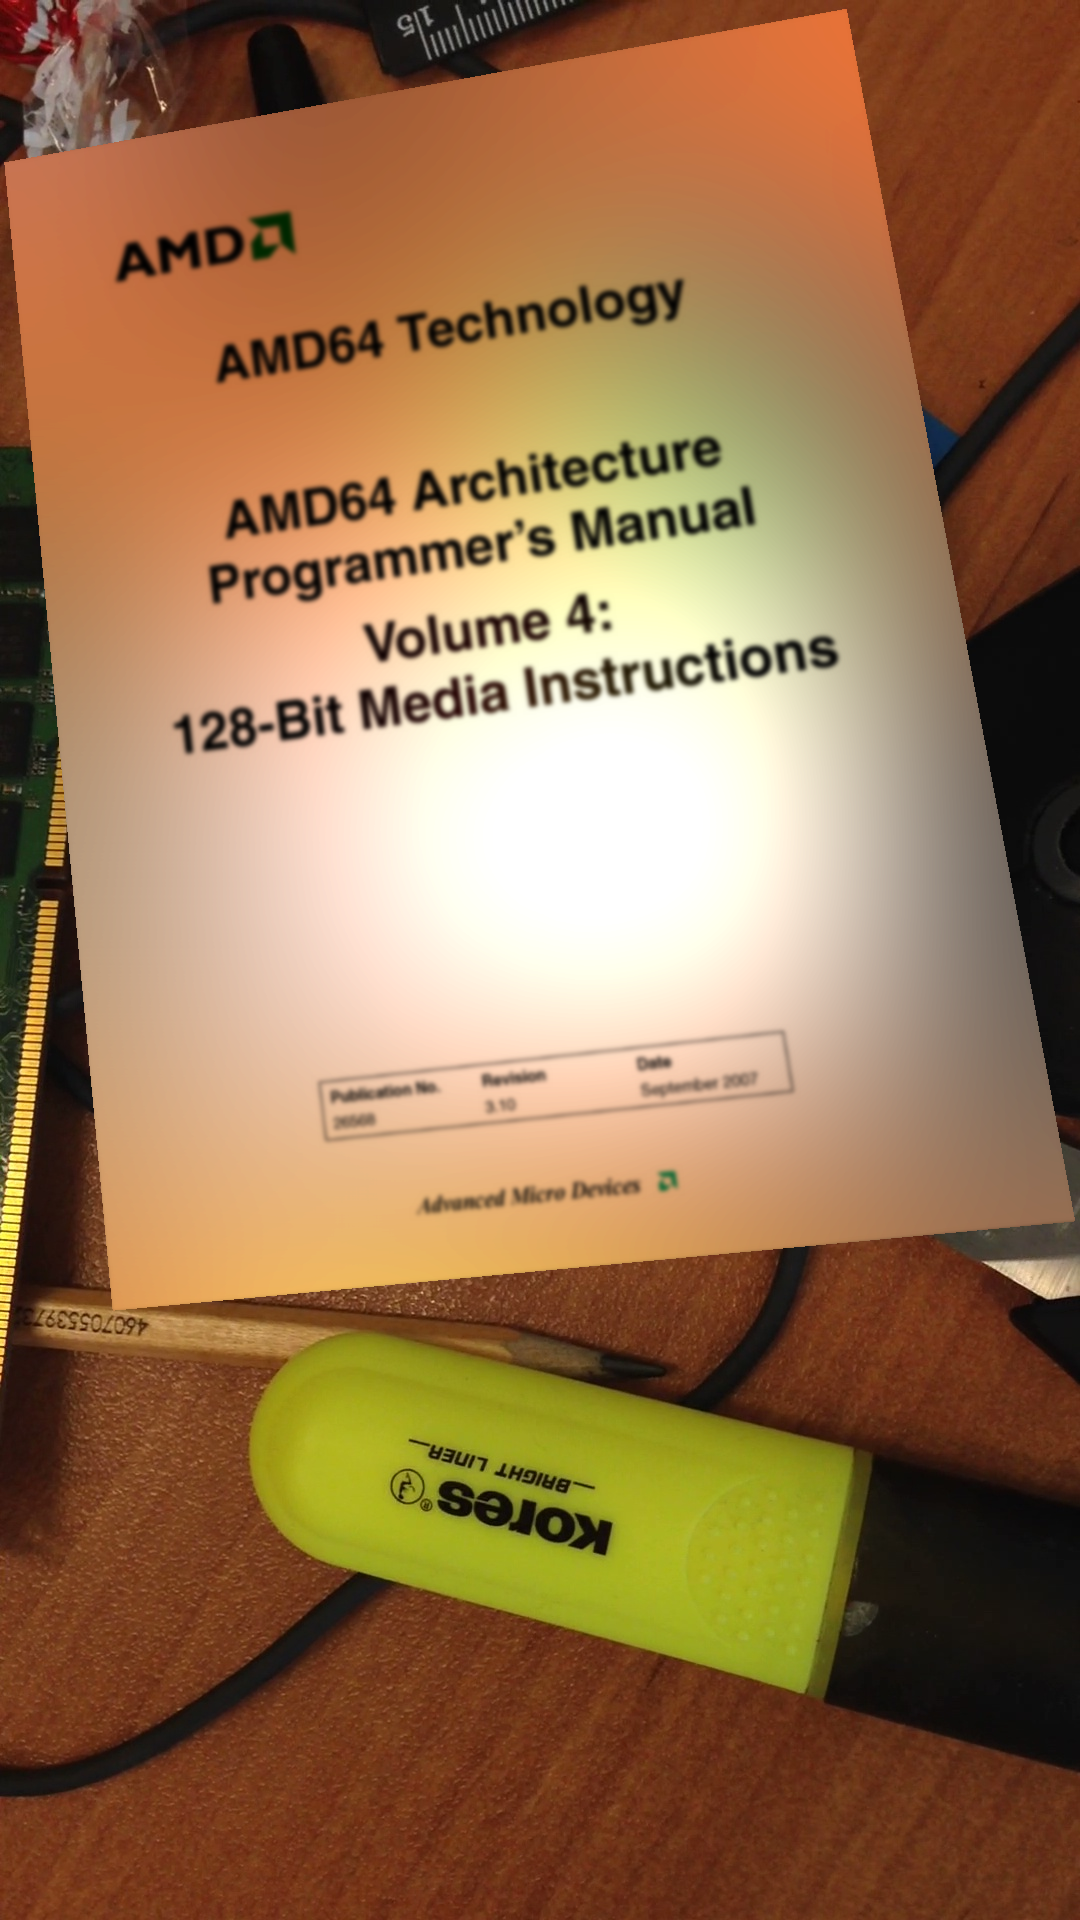 15
AMD
AMD64 Technology
AMD64 Architecture
Programmer's Manual
Volume 4:
128-Bit Media Instructions
Publication No. Revision Date
26568 3.10 September 2007
Advanced Micro Devices
Kores®
BRIGHT LINER